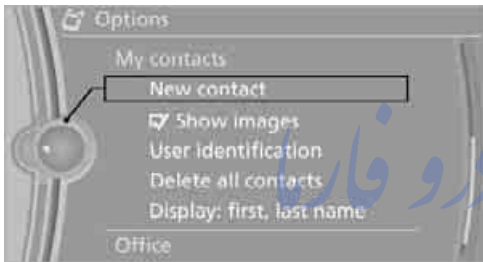 Options
My contacts
New contact
Show images
User identification
Delete all contacts
Display: first, last name
Office